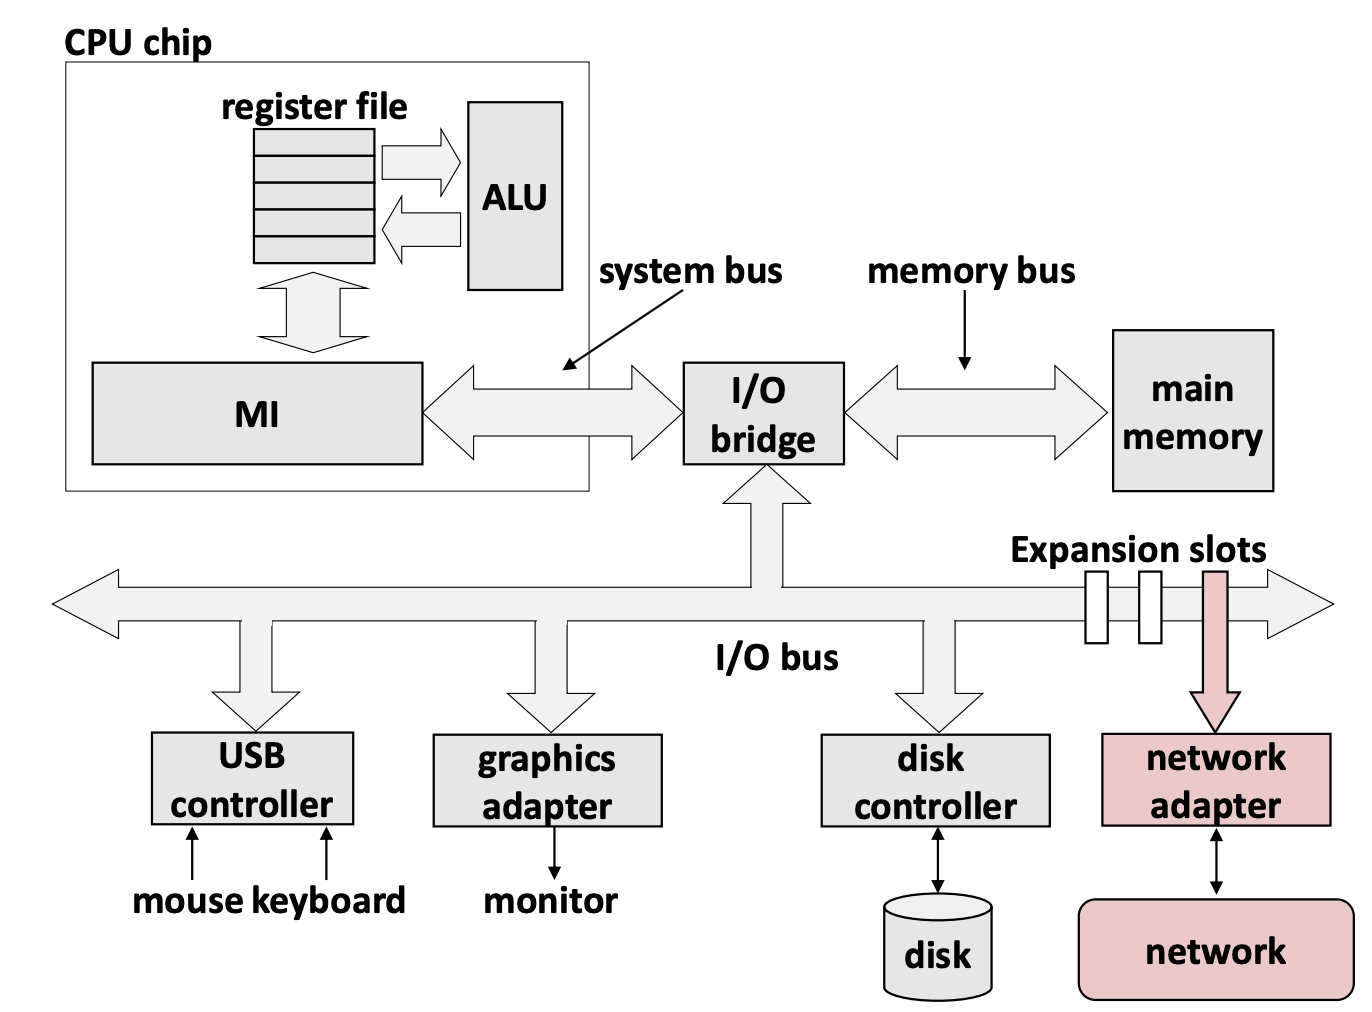 CPU chip
register file
ALU
system bus
memory bus
MI
I/O
bridge
main
memory
Expansion slots
I/O bus
USB
controller
graphics
adapter
disk
controller
network
adapter
mouse keyboard
monitor
disk
network